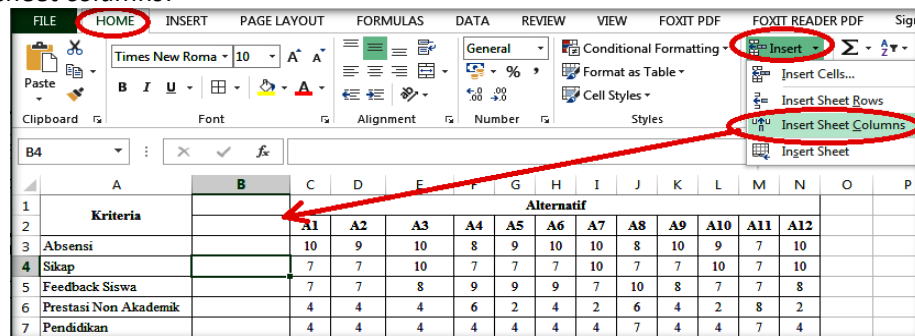 sheet columns.
FILE HOME INSERT PAGE LAYOUT FORMULAS DATA REVIEW VIEW FOXIT PDF FOXIT READER PDF Sig
Paste
Times New Roma 10
General
Conditional Formatting
Insert
Format as Table
Insert Cells...
B I U A
%
Cell Styles
Insert Sheet Rows
Clipboard Font Alignment Number Styles
Insert Sheet Columns
Insert Sheet
B4 fx
A B C D E F G H I J K L M N O P
1 Kriteria Alternatif
2 A1 A2 A3 A4 A5 A6 A7 A8 A9 A10 A11 A12
3 Absensi 10 9 10 8 9 10 10 8 10 9 7 10
4 Sikap 7 7 10 7 7 7 10 7 7 10 7 10
5 Feedback Siswa 7 7 8 9 9 9 7 10 8 7 7 8
6 Prestasi Non Akademik 4 4 4 6 2 4 2 6 4 2 8 2
7 Pendidikan 4 4 4 4 4 4 4 7 4 4 7 4